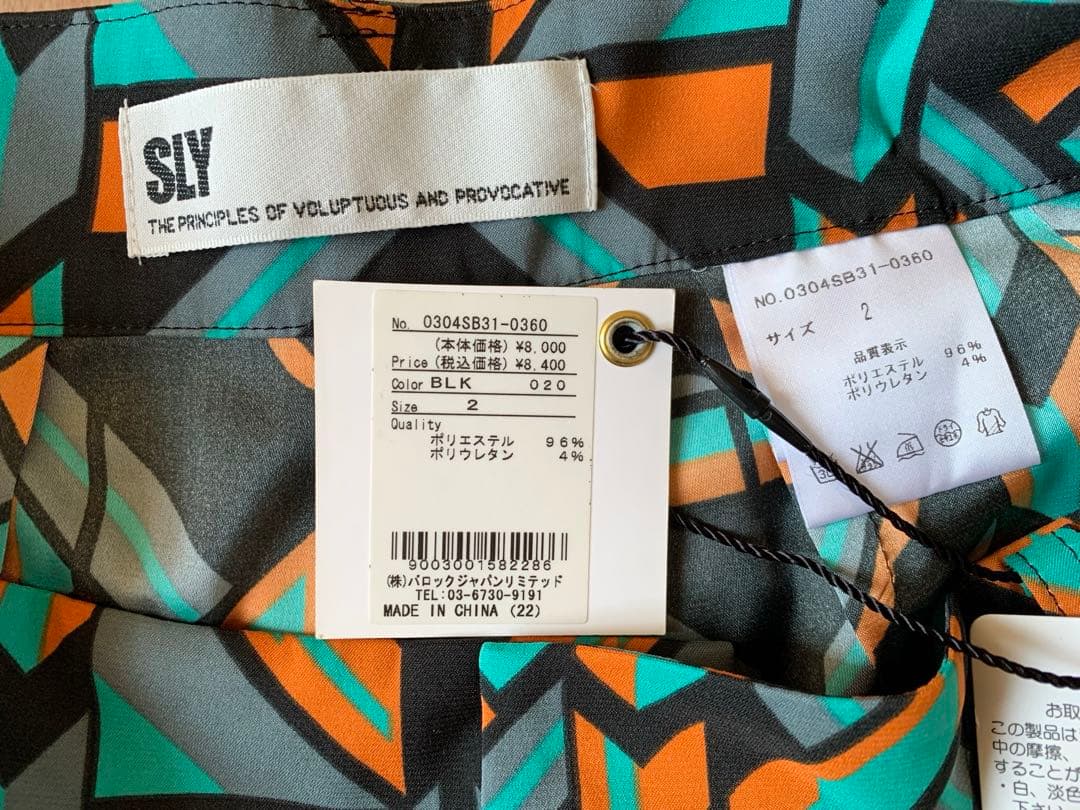 SLY
THE PRINCIPLES OF VOLUPTUOUS AND PROVOCATIVE
No. 0304SB31-0360
(本体価格) ¥8,000
Price (税込価格) ¥8,400
Color BLK 020
Size 2
Quality
ポリエステル 96%
ポリウレタン 4%
9003001582286
(株)バロックジャパンリミテッド
TEL:03-6730-9191
MADE IN CHINA (22)
NO.0304SB31-0360
サイズ 2
品質表示
ポリエステル 96%
ポリウレタン 4%
お取
この製品は
中の摩擦、
することが
・白、淡色